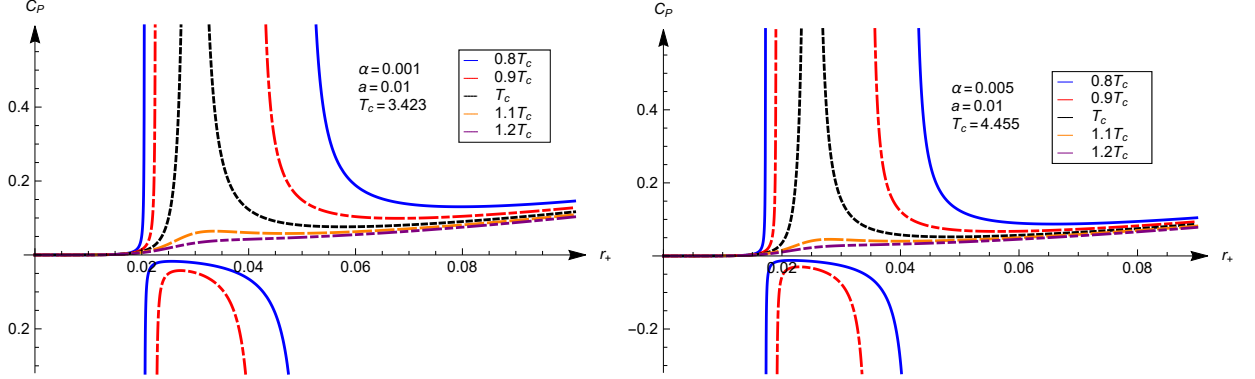 C_P
0.4
0.2
0.2
0.02
0.04
0.06
0.08
r_+
α = 0.001
a = 0.01
T_c = 3.423
0.8T_c
0.9T_c
T_c
1.1T_c
1.2T_c
C_P
0.4
0.2
-0.2
0.02
0.04
0.06
0.08
r_+
α = 0.005
a = 0.01
T_c = 4.455
0.8T_c
0.9T_c
T_c
1.1T_c
1.2T_c